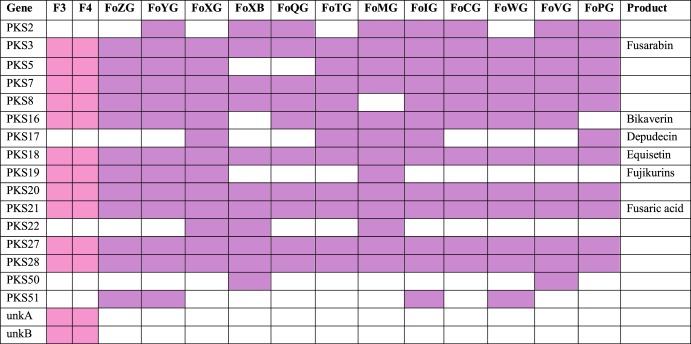 Gene F3 F4 FoZG FoYG FoXG FoXB FoQG FoTG FoMG FoIG FoCG FoWG FoVG FoPG Product
PKS2
PKS3 Fusarabin
PKS5
PKS7
PKS8
PKS16 Bikaverin
PKS17 Depudecin
PKS18 Equisetin
PKS19 Fujikurins
PKS20
PKS21 Fusaric acid
PKS22
PKS27
PKS28
PKS50
PKS51
unkA
unkB